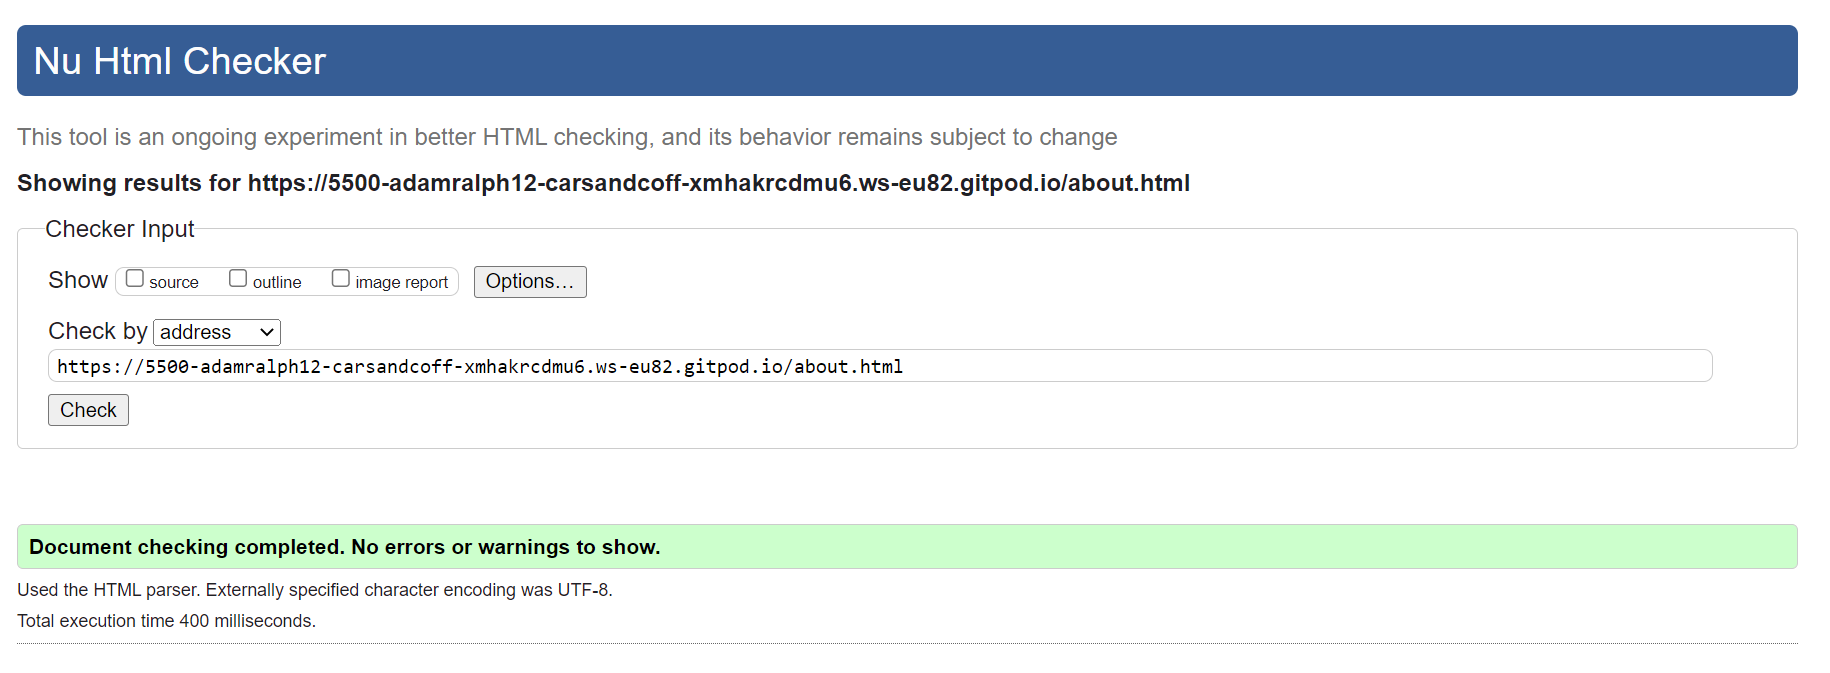 Nu Html Checker
This tool is an ongoing experiment in better HTML checking, and its behavior remains subject to change
Showing results for https://5500-adamralph12-carsandcoff-xmhakrcdmu6.ws-eu82.gitpod.io/about.html
Checker Input
Show source outline image report Options...
Check by address
https://5500-adamralph12-carsandcoff-xmhakrcdmu6.ws-eu82.gitpod.io/about.html
Check
Document checking completed. No errors or warnings to show.
Used the HTML parser. Externally specified character encoding was UTF-8.
Total execution time 400 milliseconds.